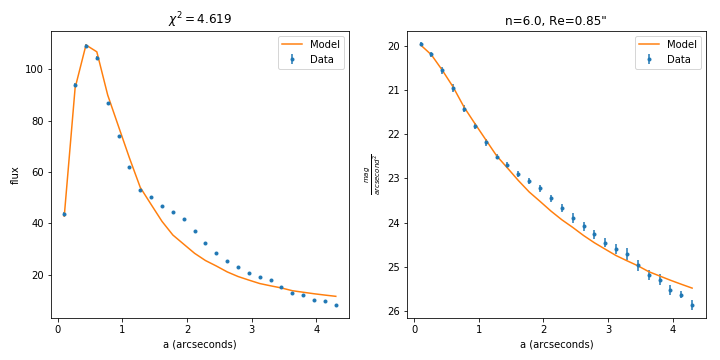 χ² = 4.619
Model
Data
flux
100
80
60
40
20
0
1
2
3
4
a (arcseconds)
n=6.0, Re=0.85"
Model
Data
mag/arcsecond²
20
21
22
23
24
25
26
0
1
2
3
4
a (arcseconds)